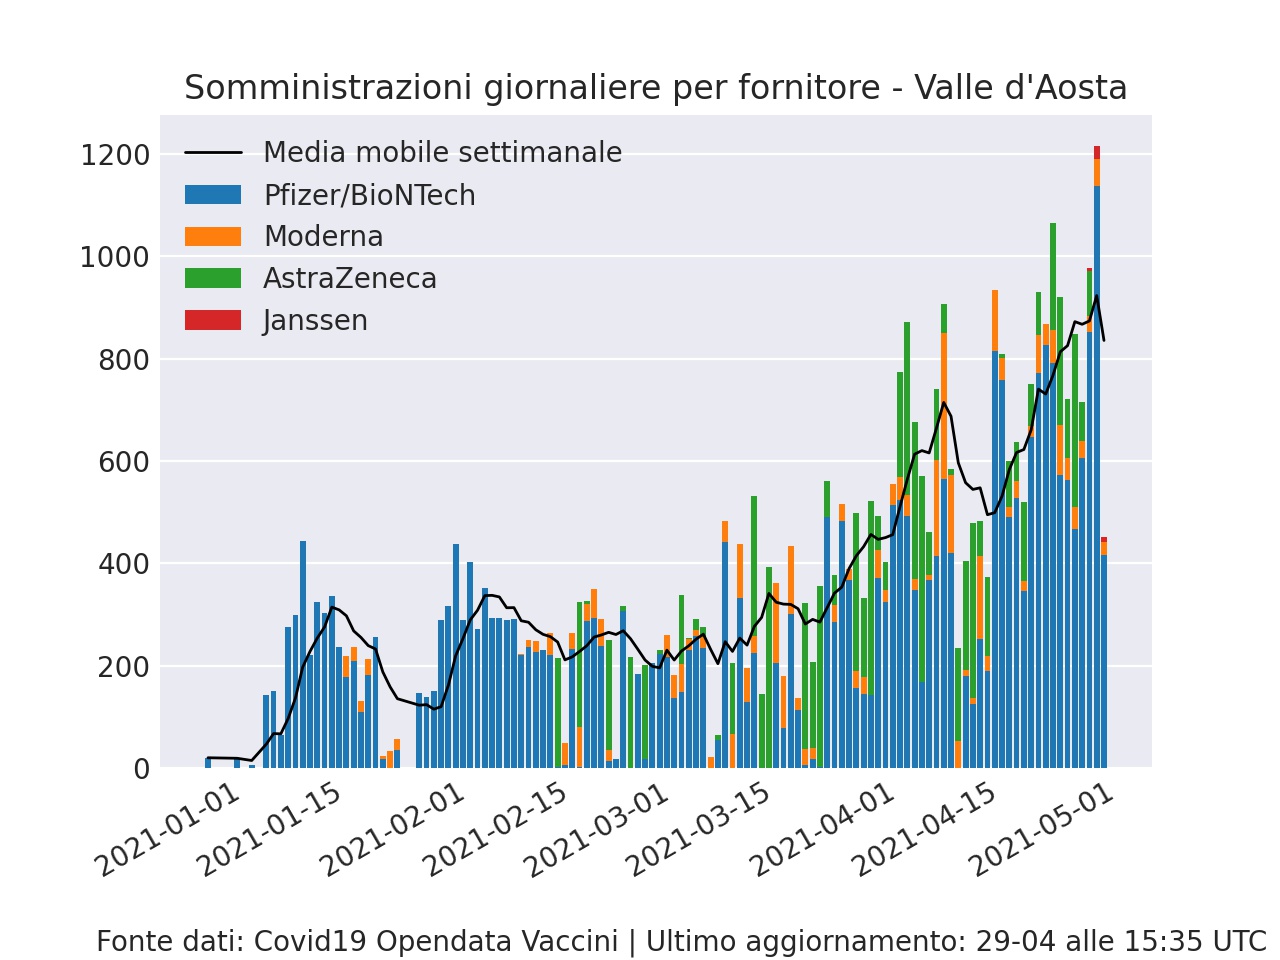 Somministrazioni giornaliere per fornitore - Valle d'Aosta
Media mobile settimanale
Pfizer/BioNTech
Moderna
AstraZeneca
Janssen
1200
1000
800
600
400
200
0
2021-01-01
2021-01-15
2021-02-01
2021-02-15
2021-03-01
2021-03-15
2021-04-01
2021-04-15
2021-05-01
Fonte dati: Covid19 Opendata Vaccini | Ultimo aggiornamento: 29-04 alle 15:35 UTC